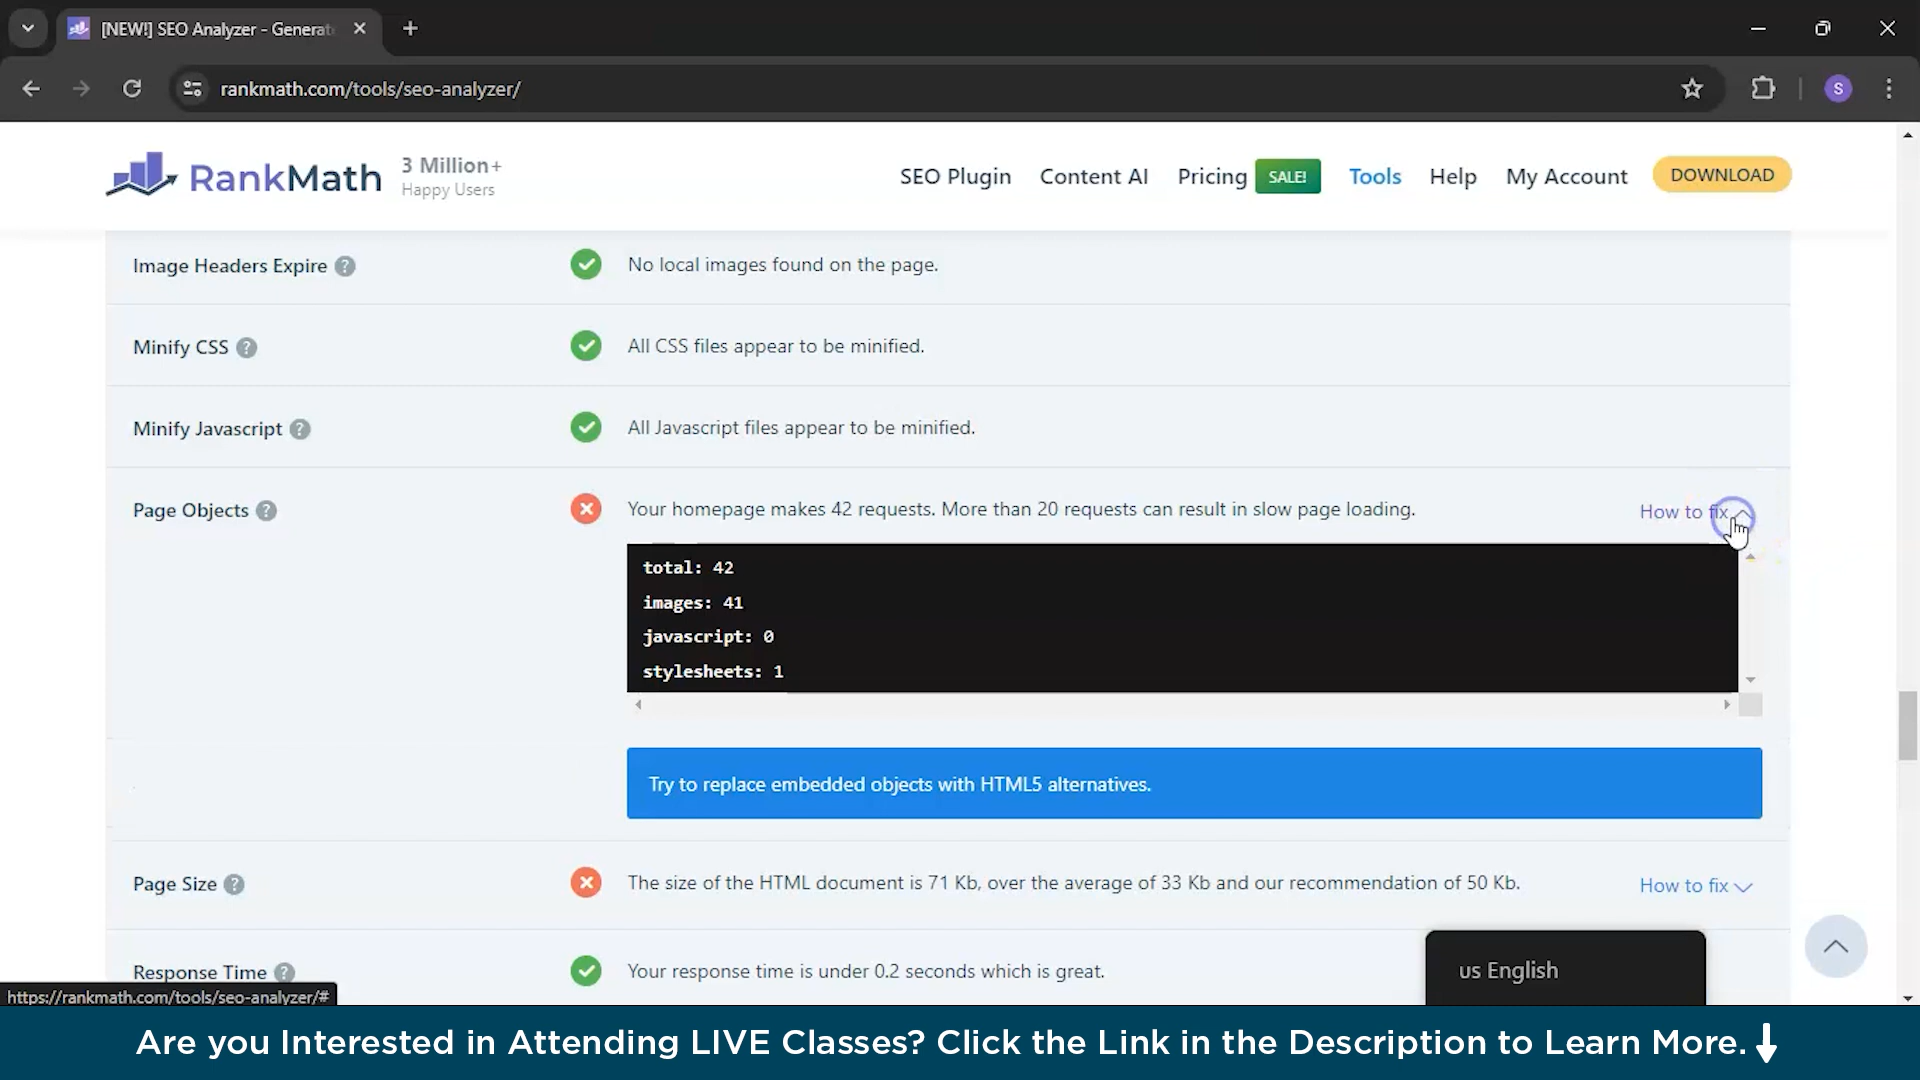 [NEW!] SEO Analyzer - Generat
rankmath.com/tools/seo-analyzer/
S
RankMath
3 Million+
Happy Users
SEO Plugin
Content AI
Pricing
SALE!
Tools
Help
My Account
DOWNLOAD
Image Headers Expire ?
No local images found on the page.
Minify CSS ?
All CSS files appear to be minified.
Minify Javascript ?
All Javascript files appear to be minified.
Page Objects ?
Your homepage makes 42 requests. More than 20 requests can result in slow page loading.
How to fix
total: 42
images: 41
javascript: 0
stylesheets: 1
Try to replace embedded objects with HTML5 alternatives.
Page Size ?
The size of the HTML document is 71 Kb, over the average of 33 Kb and our recommendation of 50 Kb.
How to fix
Response Time ?
Your response time is under 0.2 seconds which is great.
us English
https://rankmath.com/tools/seo-analyzer/#
Are you Interested in Attending LIVE Classes? Click the Link in the Description to Learn More.